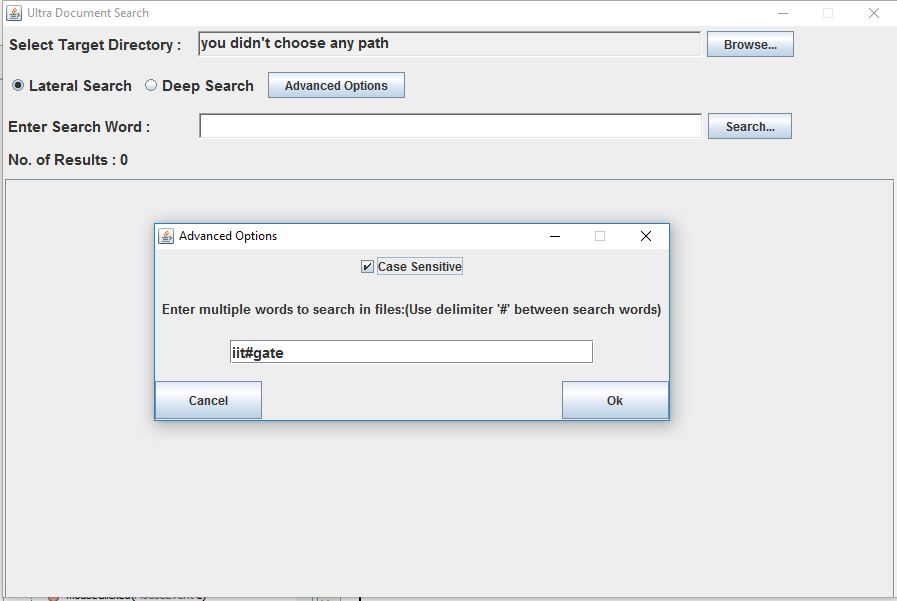 Ultra Document Search
Select Target Directory : you didn't choose any path Browse...
Lateral Search Deep Search Advanced Options
Enter Search Word : Search...
No. of Results : 0
Advanced Options
Case Sensitive
Enter multiple words to search in files:(Use delimiter '#' between search words)
iit#gate
Cancel Ok